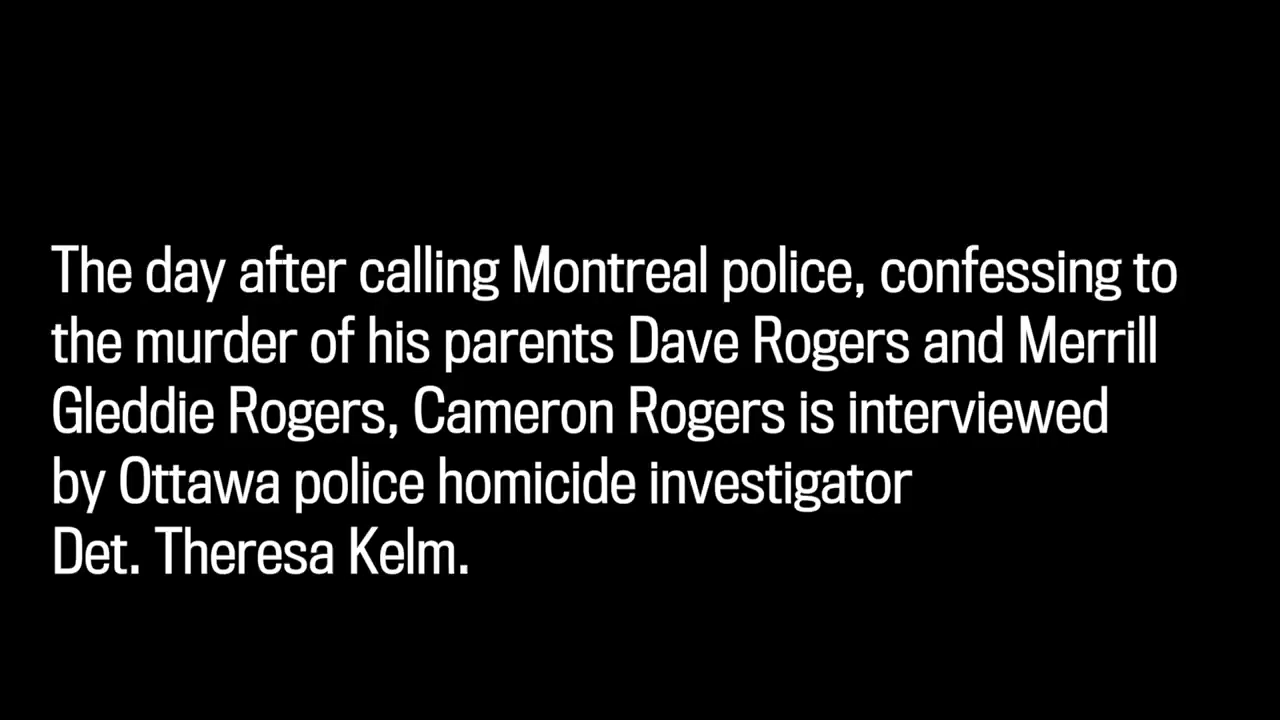 The day after calling Montreal police, confessing to
the murder of his parents Dave Rogers and Merrill
Gleddie Rogers, Cameron Rogers is interviewed
by Ottawa police homicide investigator
Det. Theresa Kelm.